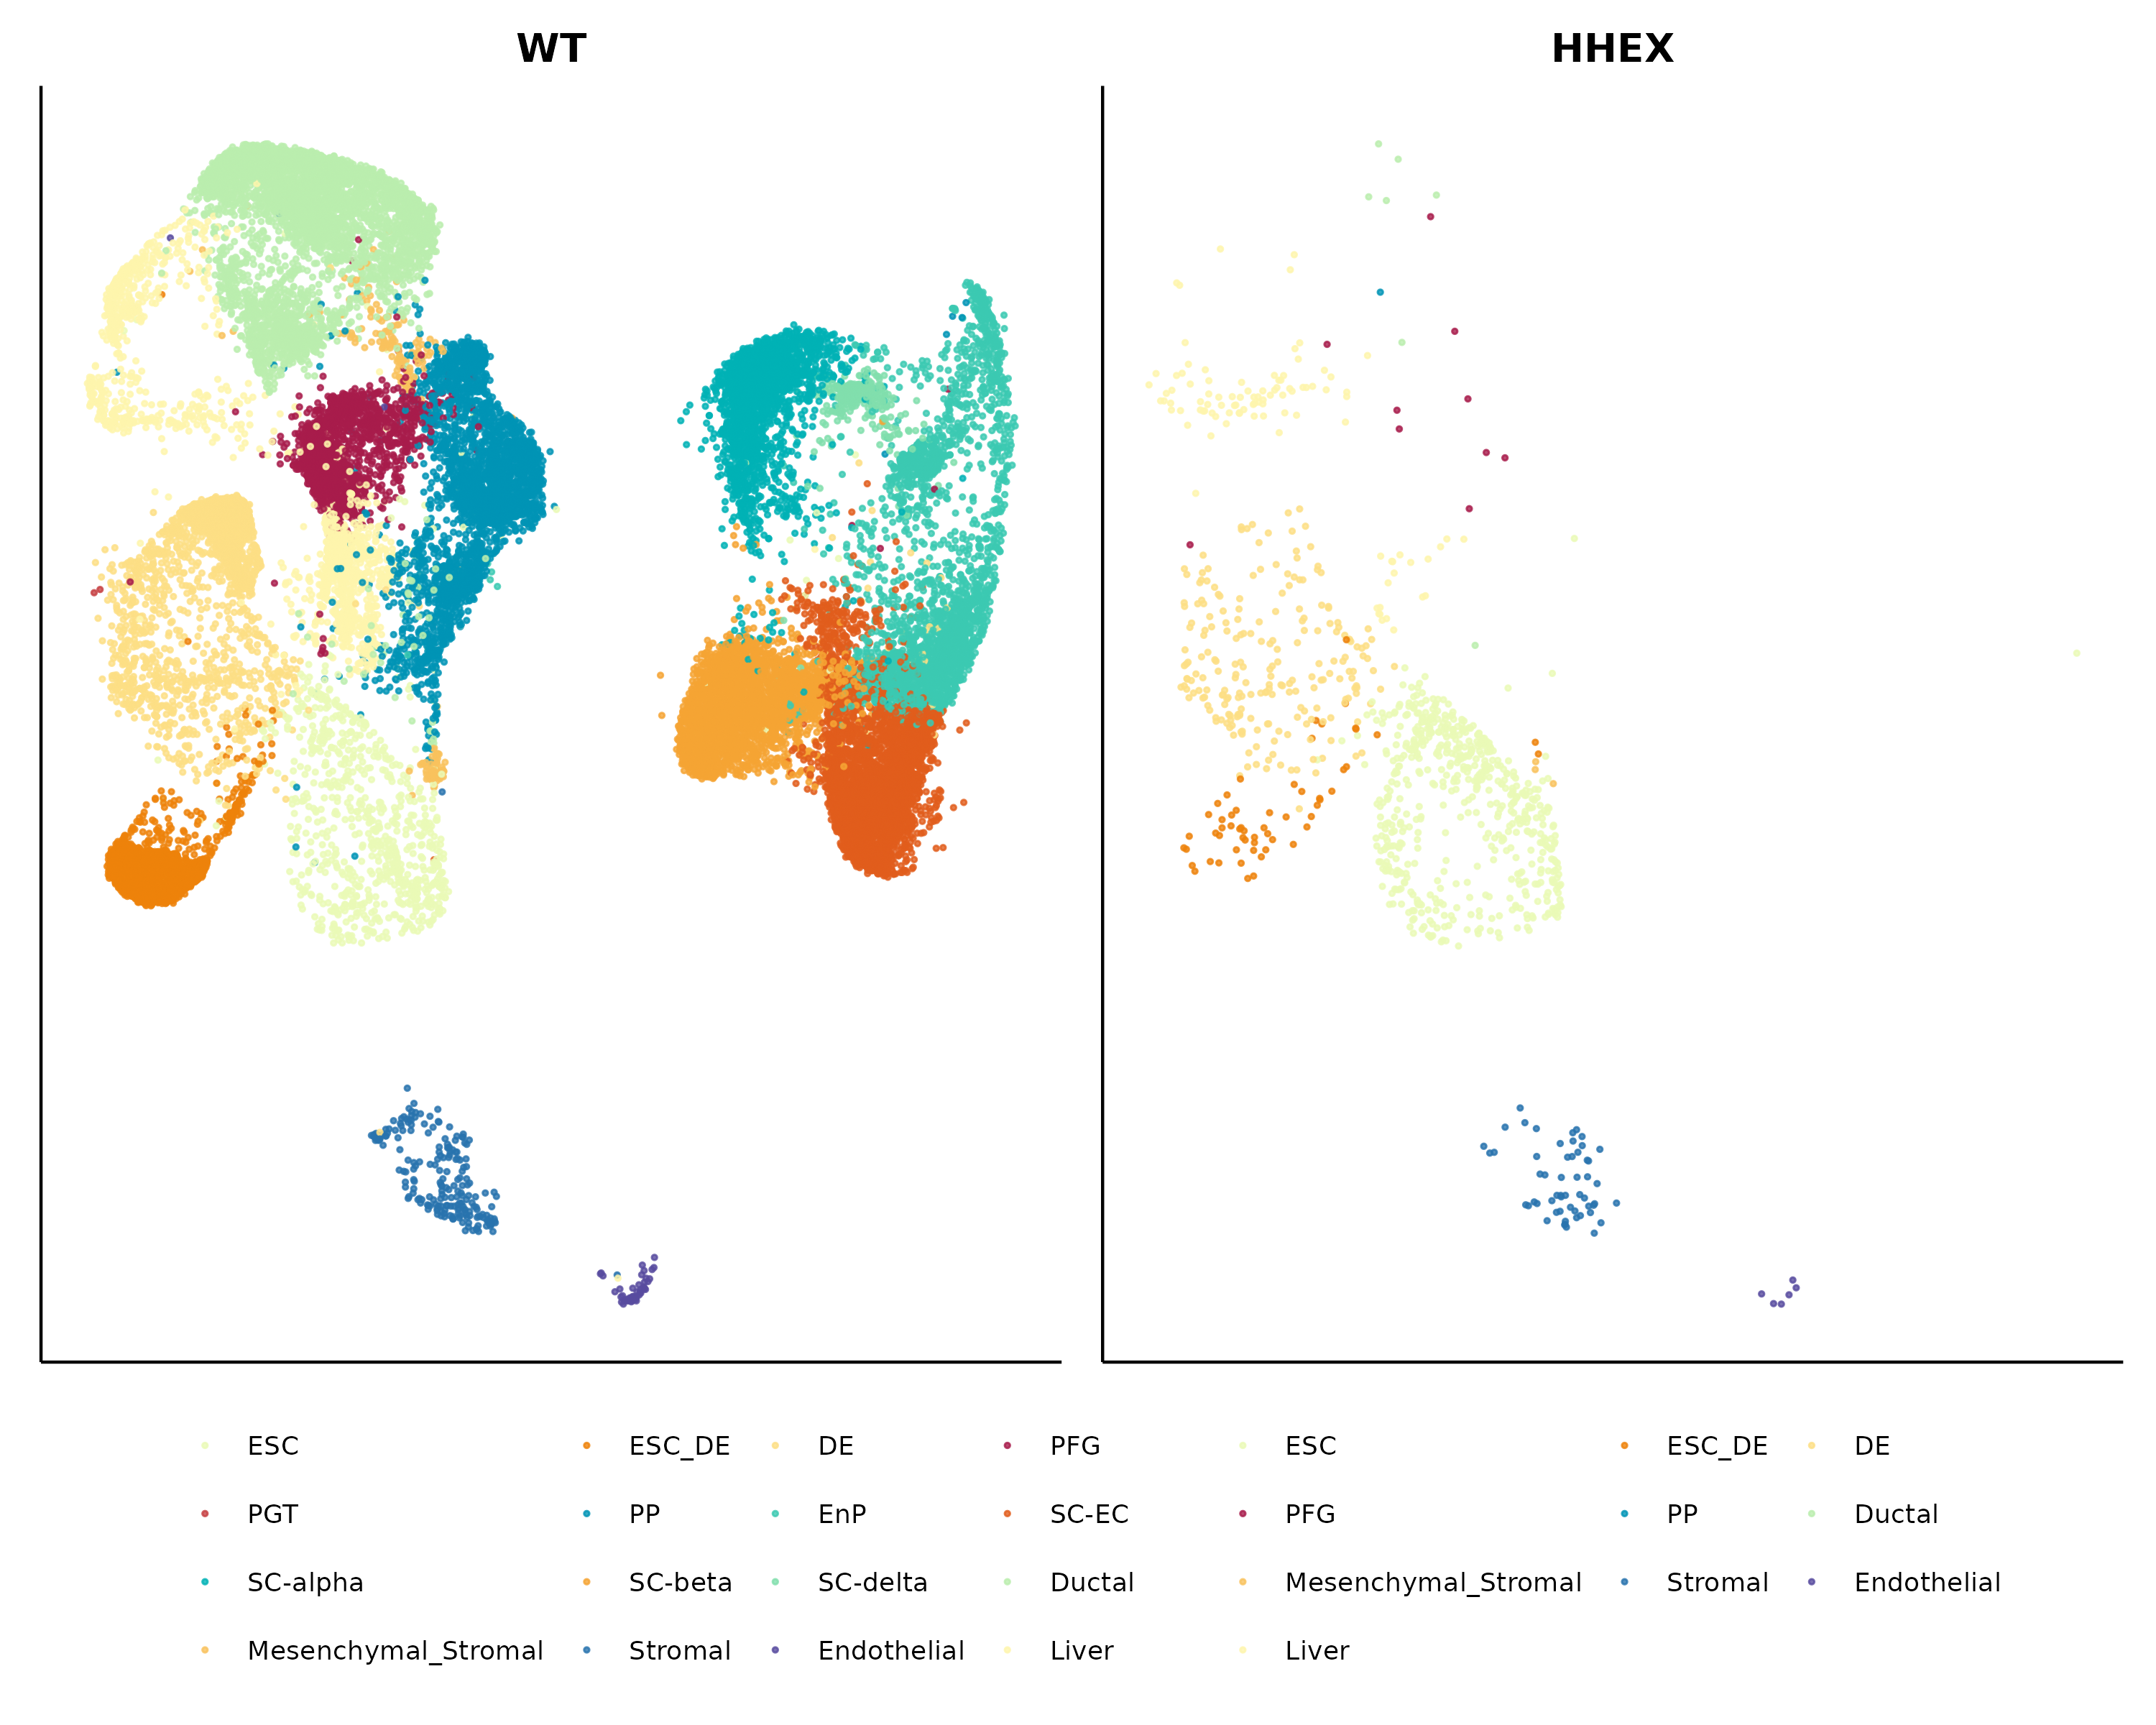 WT HHEX
ESC ESC_DE DE PFG ESC ESC_DE DE
PGT PP EnP SC-EC PFG PP Ductal
SC-alpha SC-beta SC-delta Ductal Mesenchymal_Stromal Stromal Endothelial
Mesenchymal_Stromal Stromal Endothelial Liver Liver